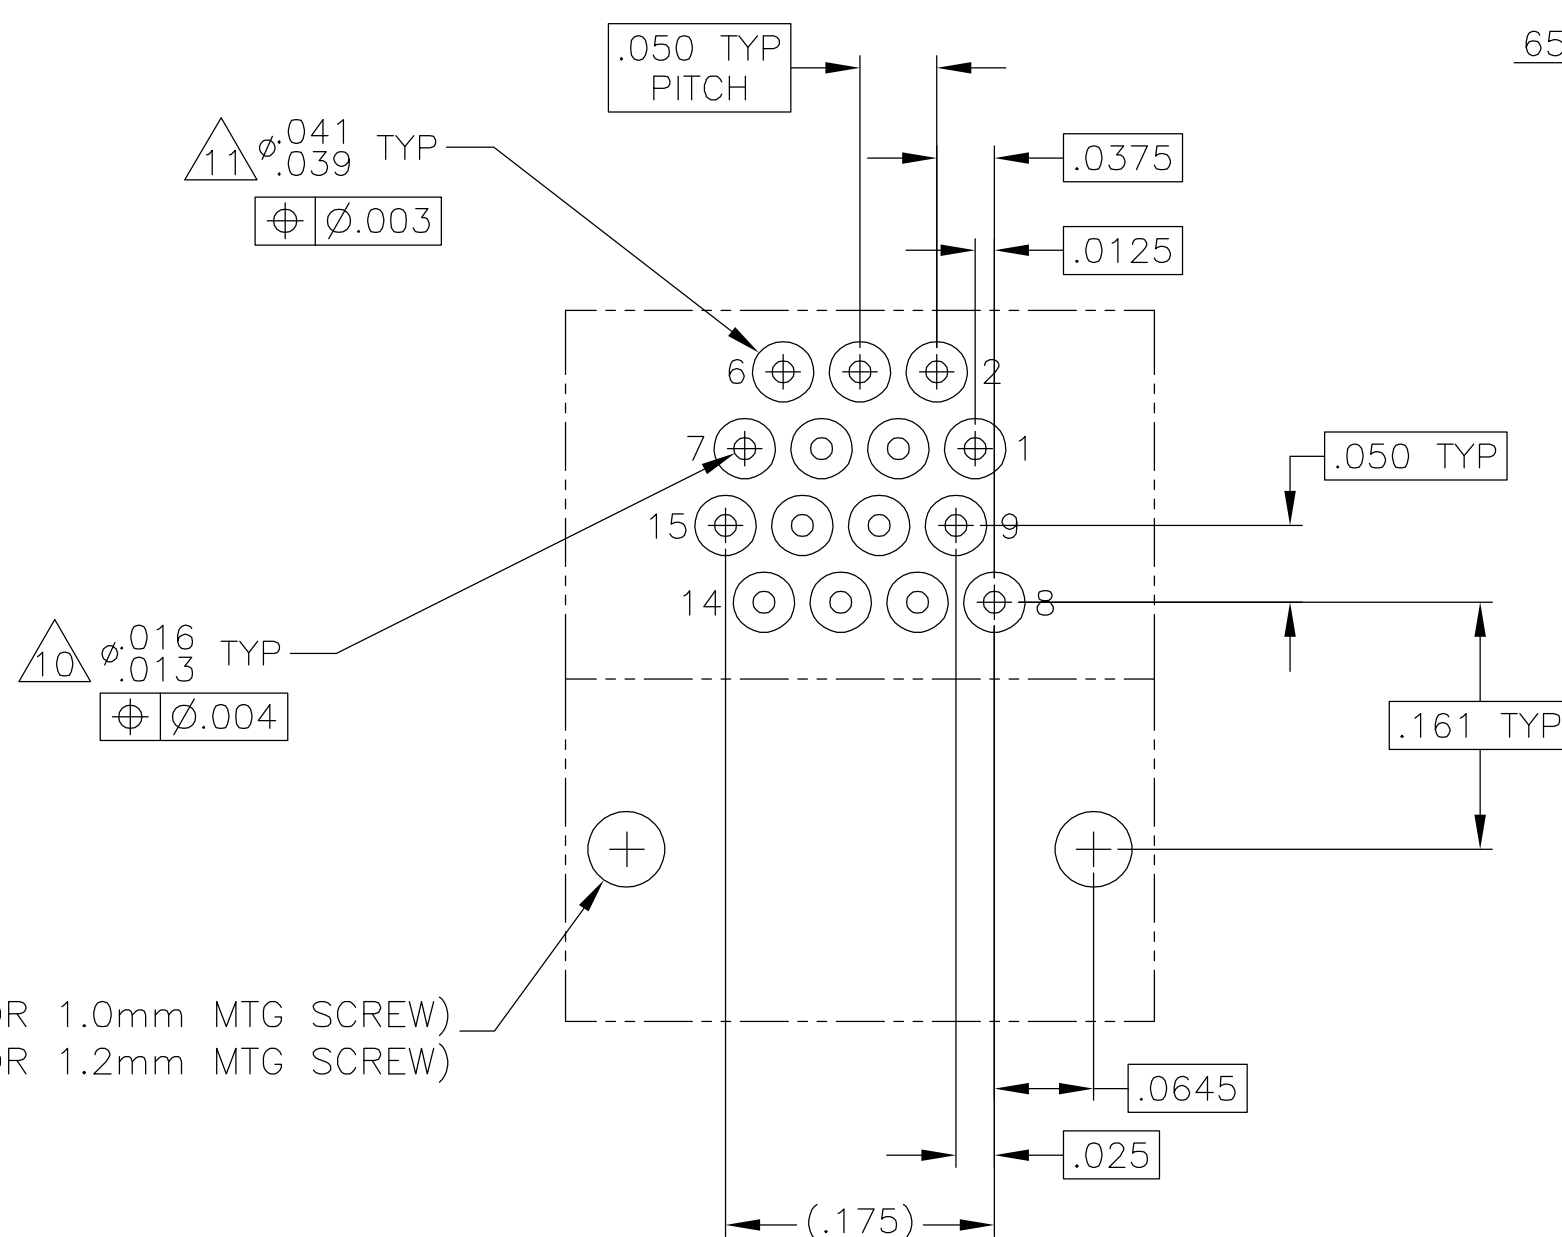 .050 TYP
PITCH
65
11 ⌀.041 TYP
.039
⌖ Ø.003
.0375
.0125
6 2
7 1
15 9
14 8
.050 TYP
10 ⌀.016 TYP
.013
⌖ Ø.004
.161 TYP
OR 1.0mm MTG SCREW)
OR 1.2mm MTG SCREW)
.0645
.025
(.175)